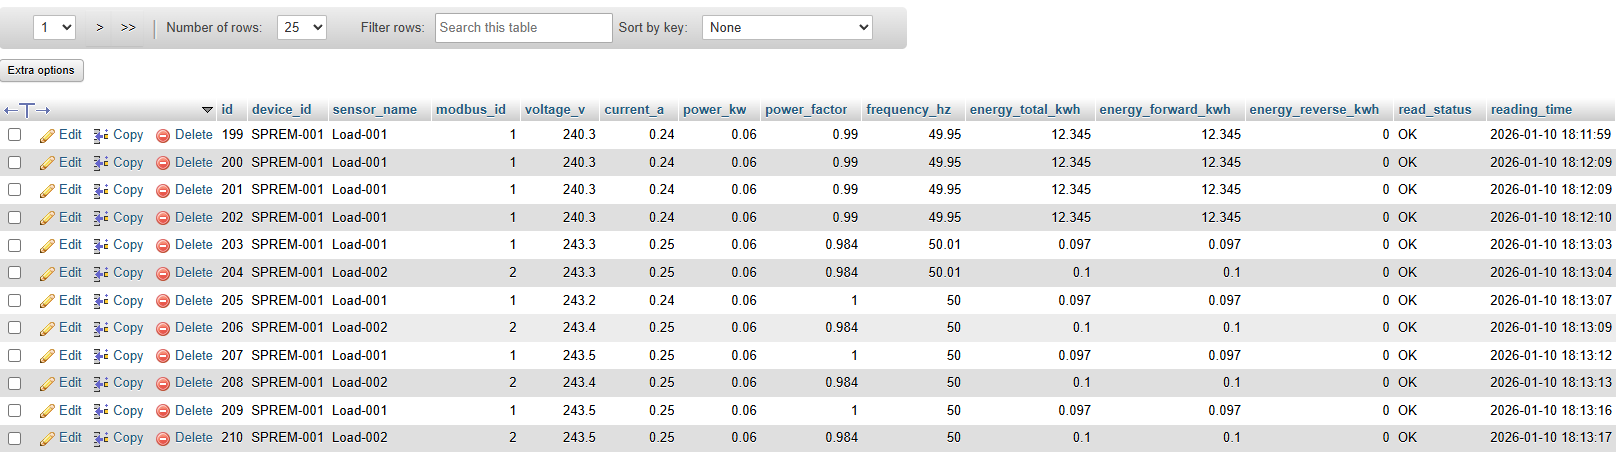 1 > >> Number of rows: 25 Filter rows: Search this table Sort by key: None
Extra options
←T→ id device_id sensor_name modbus_id voltage_v current_a power_kw power_factor frequency_hz energy_total_kwh energy_forward_kwh energy_reverse_kwh read_status reading_time
Edit Copy Delete 199 SPREM-001 Load-001 1 240.3 0.24 0.06 0.99 49.95 12.345 12.345 0 OK 2026-01-10 18:11:59
Edit Copy Delete 200 SPREM-001 Load-001 1 240.3 0.24 0.06 0.99 49.95 12.345 12.345 0 OK 2026-01-10 18:12:09
Edit Copy Delete 201 SPREM-001 Load-001 1 240.3 0.24 0.06 0.99 49.95 12.345 12.345 0 OK 2026-01-10 18:12:09
Edit Copy Delete 202 SPREM-001 Load-001 1 240.3 0.24 0.06 0.99 49.95 12.345 12.345 0 OK 2026-01-10 18:12:10
Edit Copy Delete 203 SPREM-001 Load-001 1 243.3 0.25 0.06 0.984 50.01 0.097 0.097 0 OK 2026-01-10 18:13:03
Edit Copy Delete 204 SPREM-001 Load-002 2 243.3 0.25 0.06 0.984 50.01 0.1 0.1 0 OK 2026-01-10 18:13:04
Edit Copy Delete 205 SPREM-001 Load-001 1 243.2 0.24 0.06 1 50 0.097 0.097 0 OK 2026-01-10 18:13:07
Edit Copy Delete 206 SPREM-001 Load-002 2 243.4 0.25 0.06 0.984 50 0.1 0.1 0 OK 2026-01-10 18:13:09
Edit Copy Delete 207 SPREM-001 Load-001 1 243.5 0.25 0.06 1 50 0.097 0.097 0 OK 2026-01-10 18:13:12
Edit Copy Delete 208 SPREM-001 Load-002 2 243.4 0.25 0.06 0.984 50 0.1 0.1 0 OK 2026-01-10 18:13:13
Edit Copy Delete 209 SPREM-001 Load-001 1 243.5 0.25 0.06 1 50 0.097 0.097 0 OK 2026-01-10 18:13:16
Edit Copy Delete 210 SPREM-001 Load-002 2 243.5 0.25 0.06 0.984 50 0.1 0.1 0 OK 2026-01-10 18:13:17